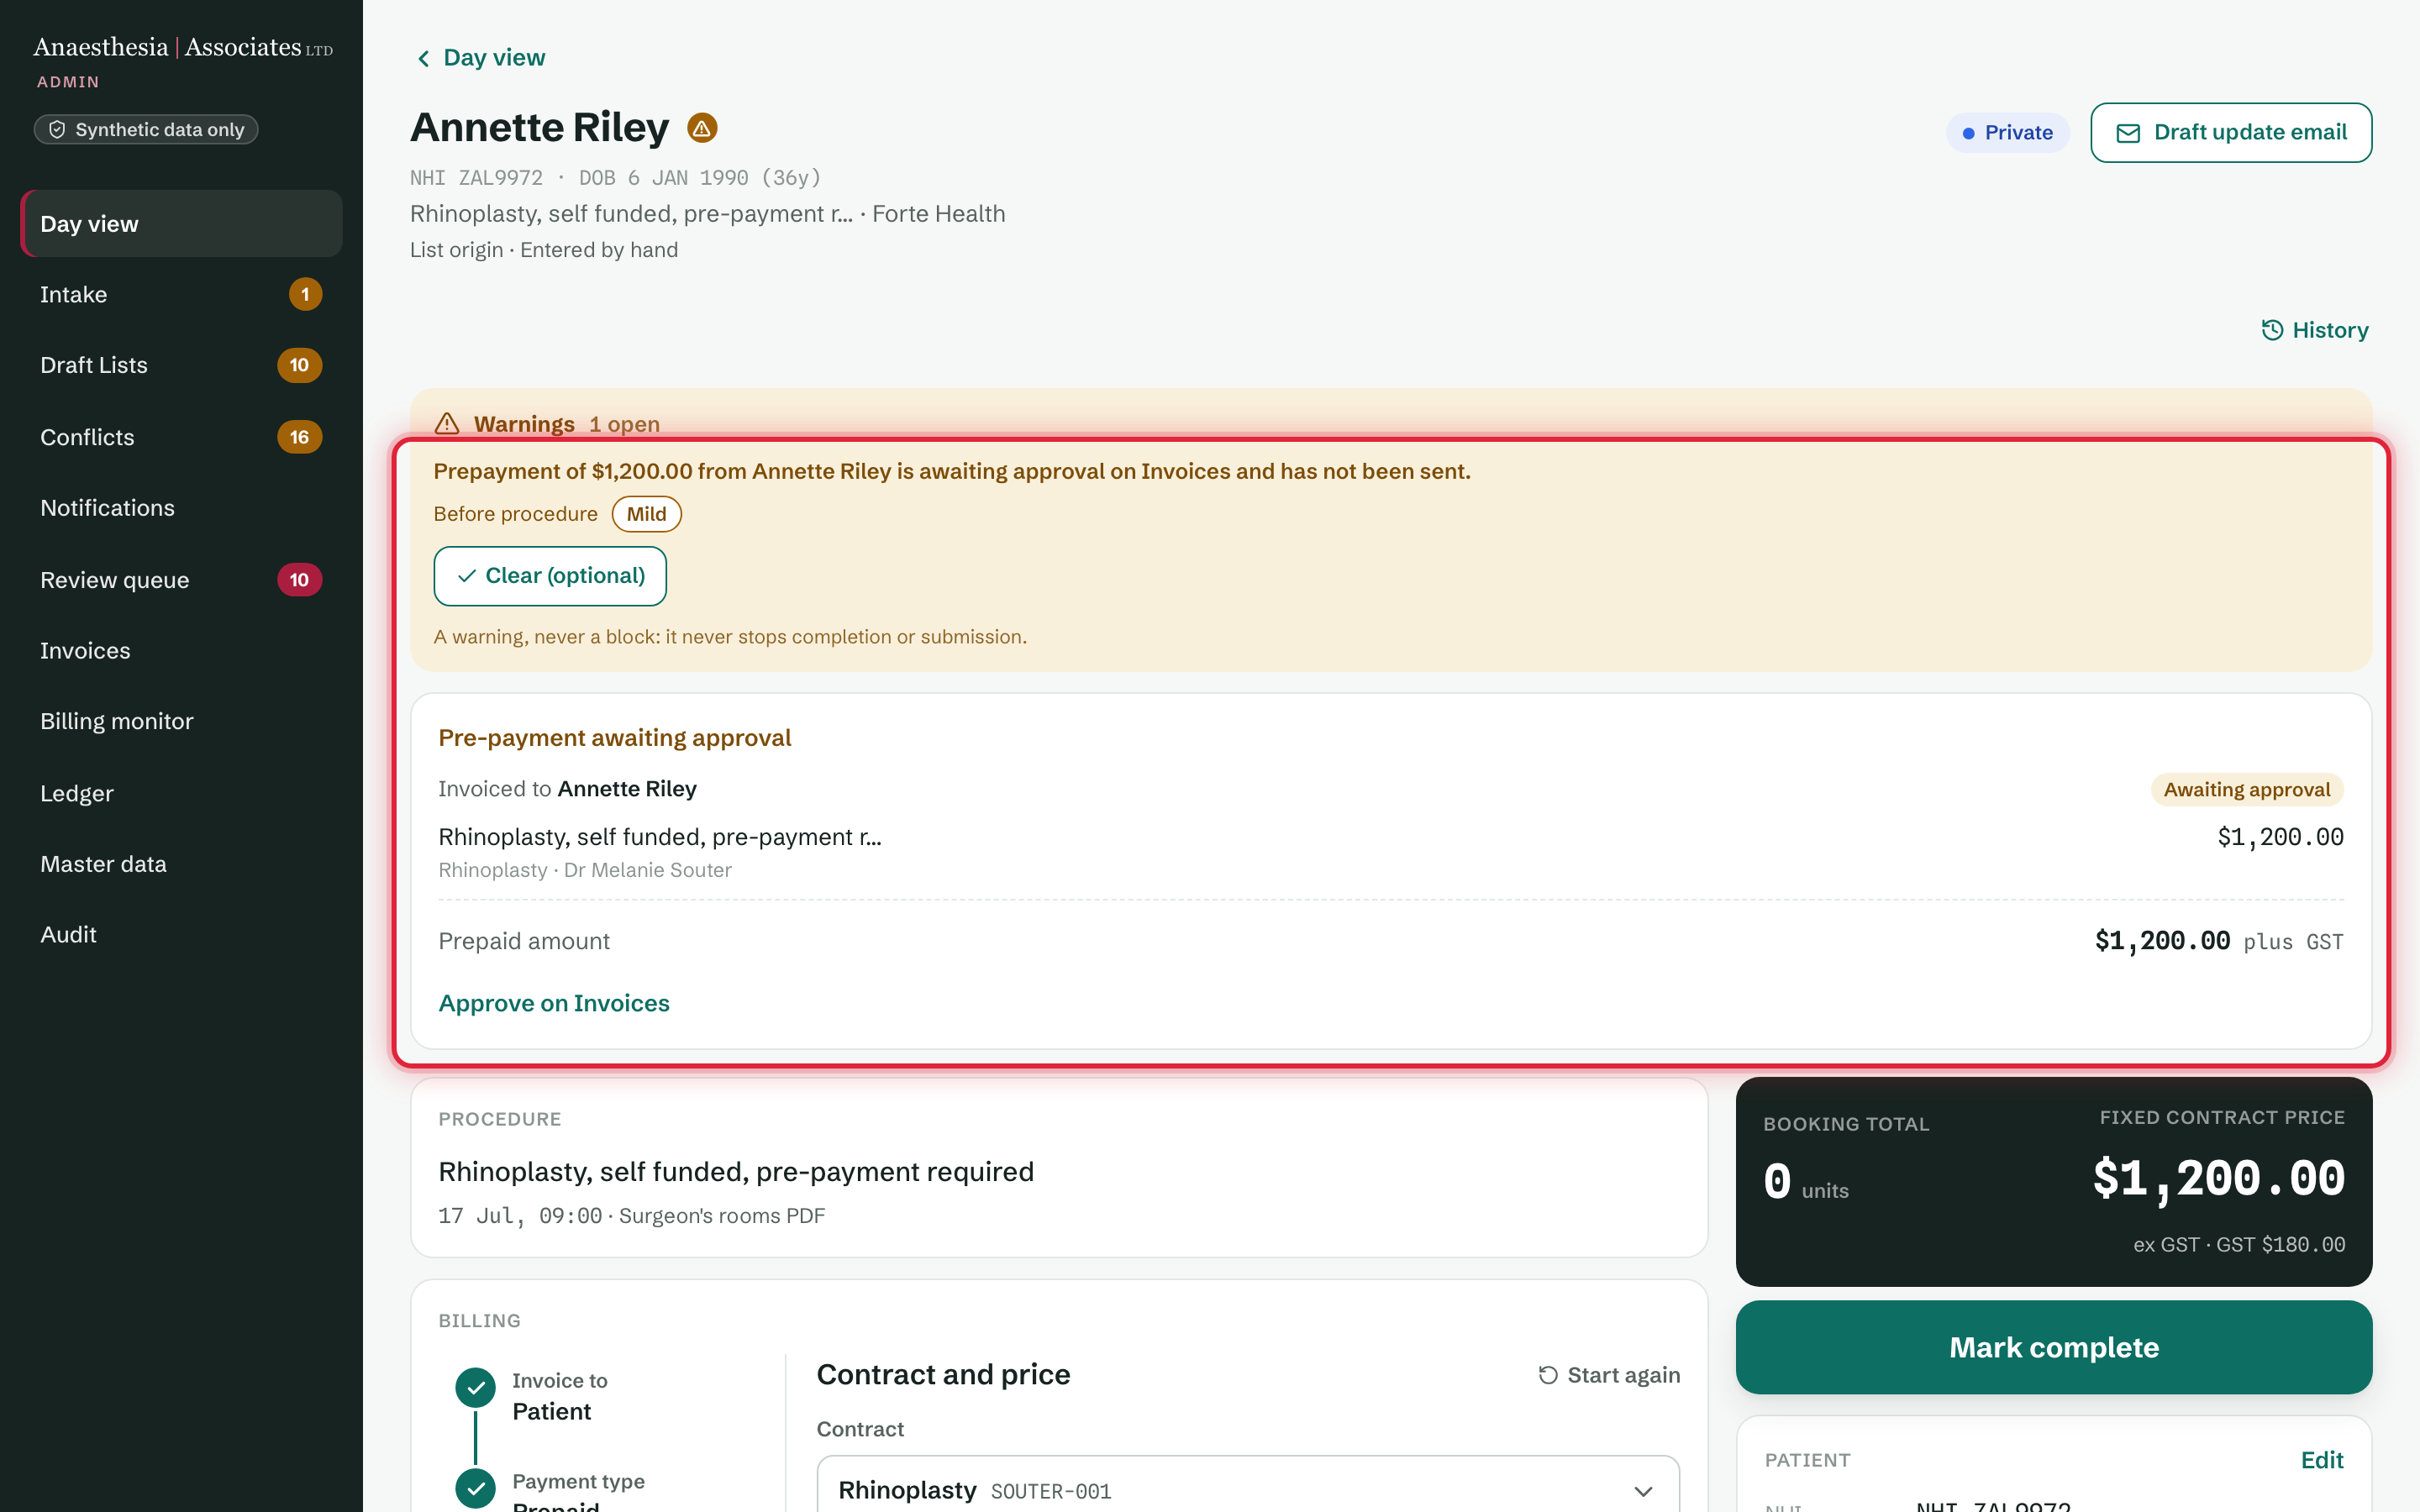 Anaesthesia | Associates LTD
ADMIN
Synthetic data only
Day view
Intake 1
Draft Lists 10
Conflicts 16
Notifications
Review queue 10
Invoices
Billing monitor
Ledger
Master data
Audit
Day view
Annette Riley
Private
Draft update email
NHI ZAL9972 · DOB 6 JAN 1990 (36y)
Rhinoplasty, self funded, pre-payment r... · Forte Health
List origin · Entered by hand
History
Warnings 1 open
Prepayment of $1,200.00 from Annette Riley is awaiting approval on Invoices and has not been sent.
Before procedure Mild
Clear (optional)
A warning, never a block: it never stops completion or submission.
Pre-payment awaiting approval
Invoiced to Annette Riley Awaiting approval
Rhinoplasty, self funded, pre-payment r... $1,200.00
Rhinoplasty · Dr Melanie Souter
Prepaid amount $1,200.00 plus GST
Approve on Invoices
PROCEDURE
Rhinoplasty, self funded, pre-payment required
17 Jul, 09:00 · Surgeon's rooms PDF
BOOKING TOTAL
0 units
FIXED CONTRACT PRICE
$1,200.00
ex GST · GST $180.00
Mark complete
BILLING
Invoice to
Patient
Payment type
Prepaid
Contract and price
Start again
Contract
Rhinoplasty SOUTER-001
PATIENT Edit
NHI NHI ZAL9972